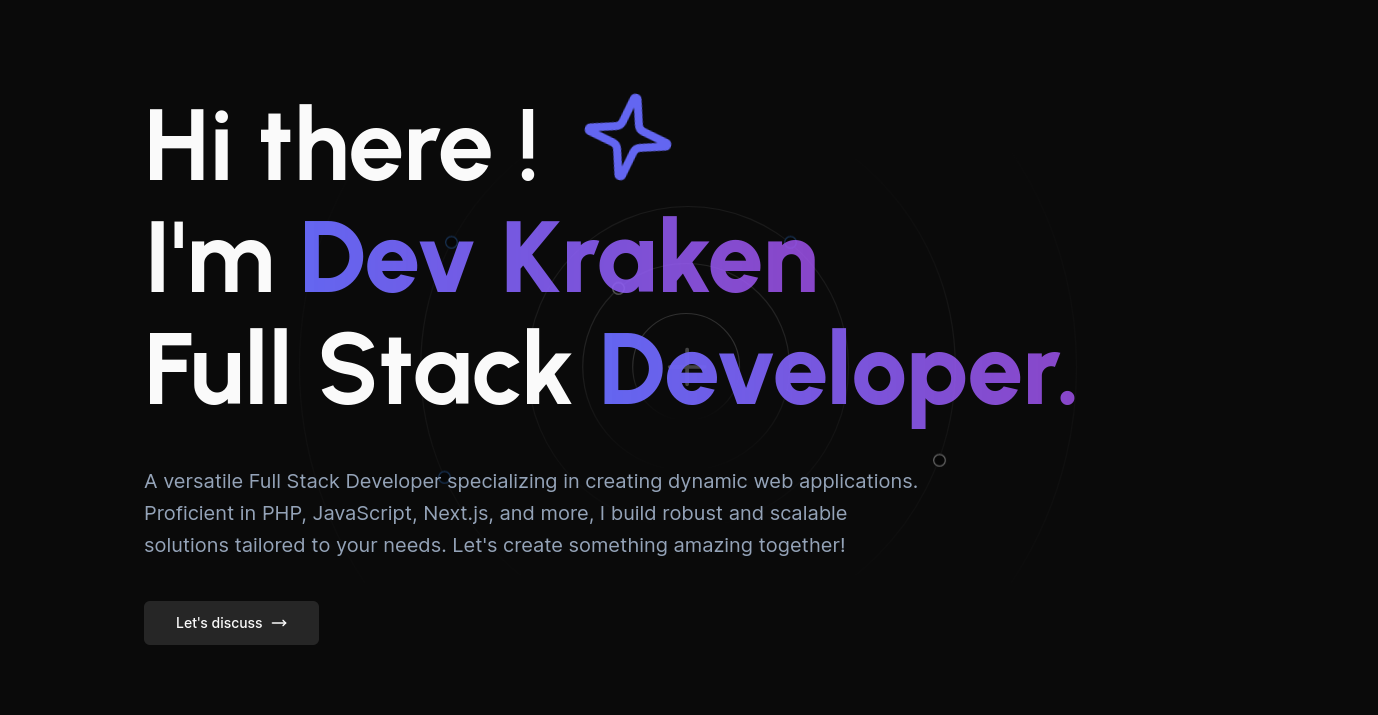 Hi there !
I'm Dev Kraken
Full Stack Developer.
A versatile Full Stack Developer specializing in creating dynamic web applications.
Proficient in PHP, JavaScript, Next.js, and more, I build robust and scalable
solutions tailored to your needs. Let's create something amazing together!
Let's discuss →